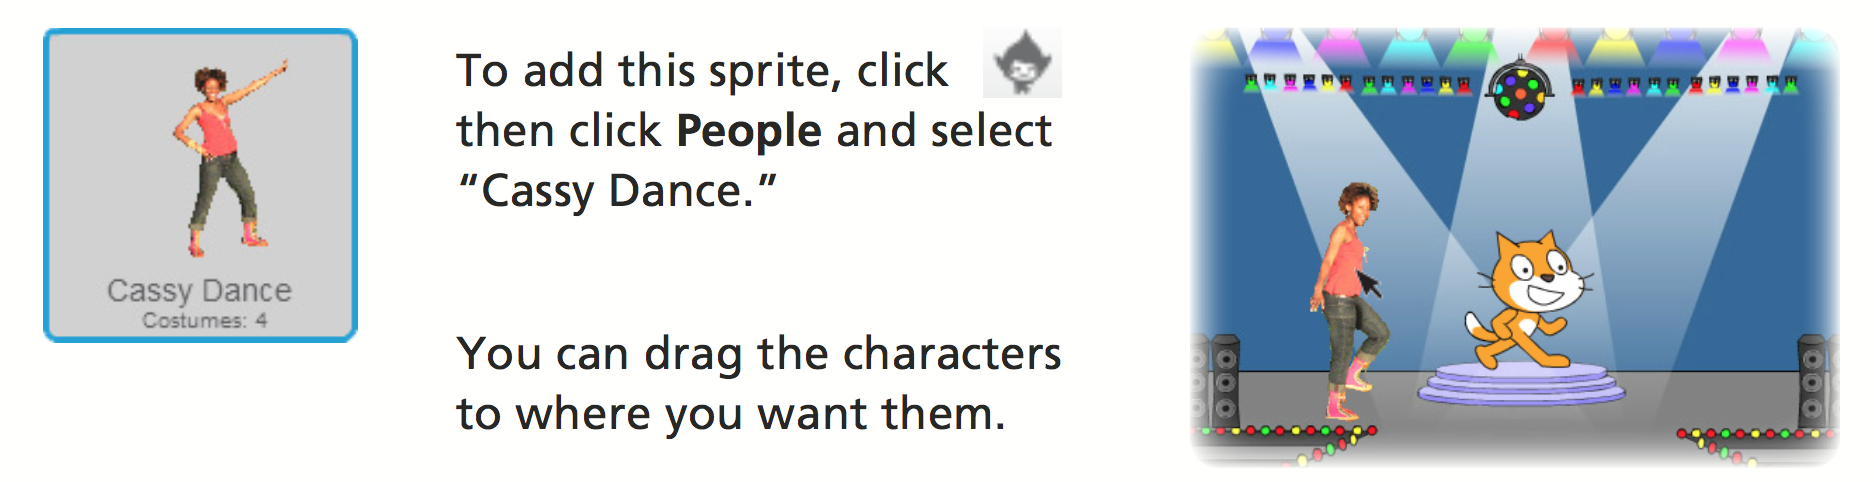 Cassy Dance
Costumes: 4
To add this sprite, click
then click People and select
“Cassy Dance.”
You can drag the characters
to where you want them.